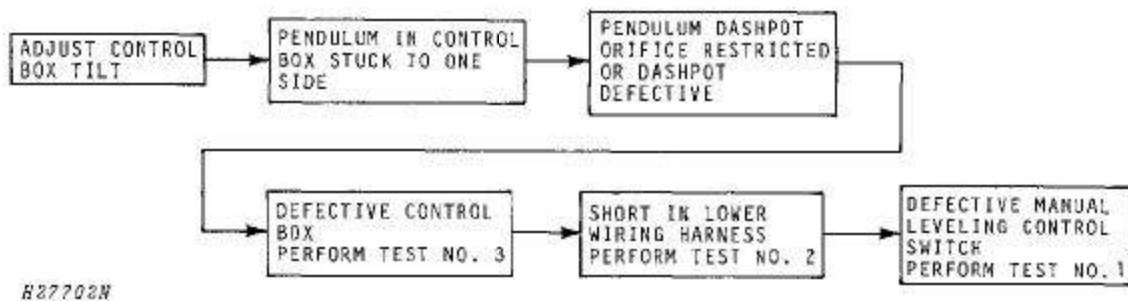 ADJUST CONTROL
BOX TILT
PENDULUM IN CONTROL
BOX STUCK TO ONE
SIDE
PENDULUM DASHPOT
ORIFICE RESTRICTED
OR DASHPOT
DEFECTIVE
DEFECTIVE CONTROL
BOX
PERFORM TEST NO. 3
SHORT IN LOWER
WIRING HARNESS
PERFORM TEST NO. 2
DEFECTIVE MANUAL
LEVELING CONTROL
SWITCH
PERFORM TEST NO. 1
H27702N